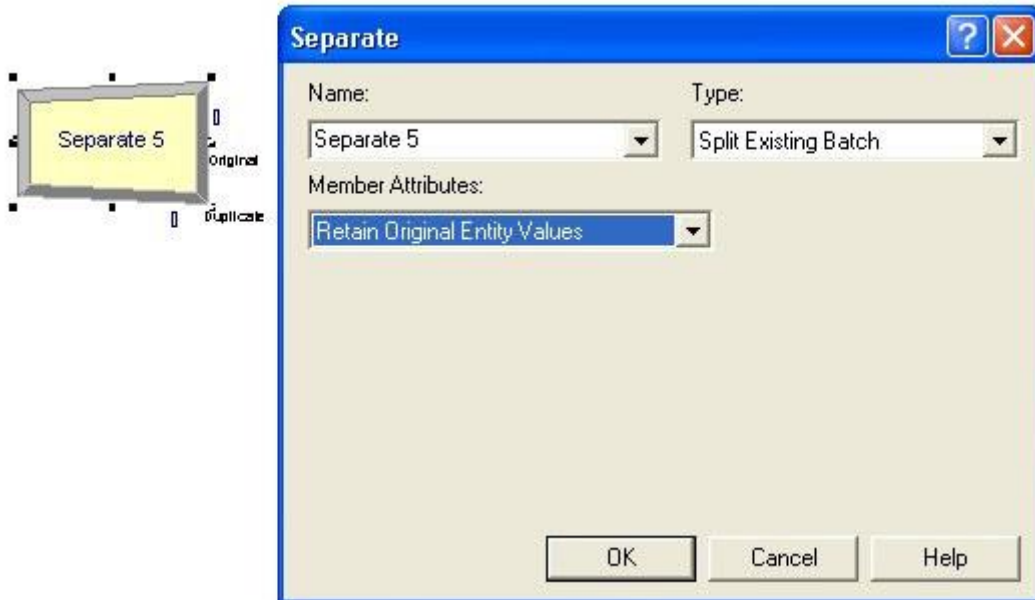 Separate 5
Original
Duplicate
Separate
Name:
Type:
Separate 5
Split Existing Batch
Member Attributes:
Retain Original Entity Values
OK
Cancel
Help